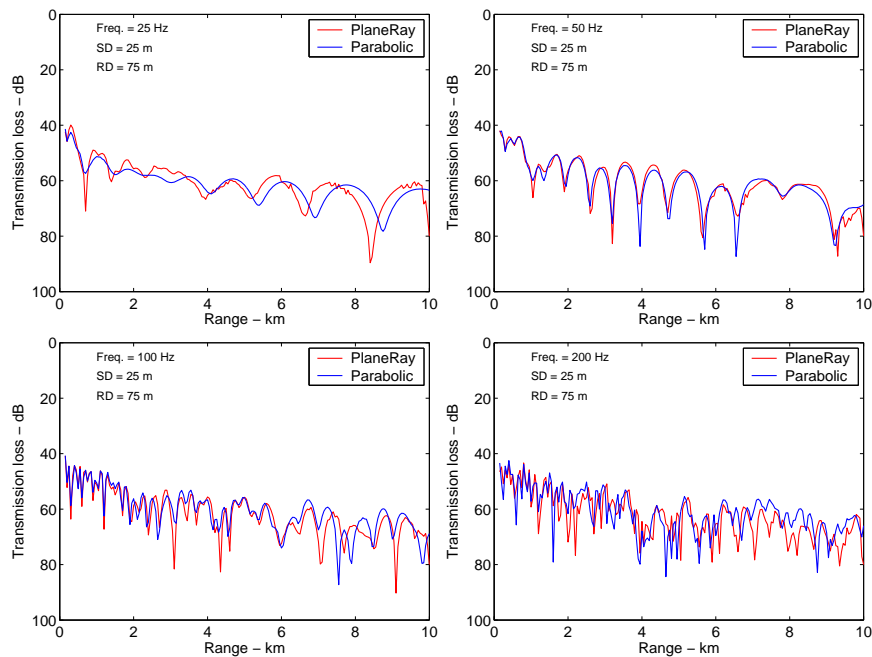 Freq. = 25 Hz
SD = 25 m
RD = 75 m
PlaneRay
Parabolic
Transmission loss – dB
0
20
40
60
80
100
0 2 4 6 8 10
Range – km
Freq. = 50 Hz
SD = 25 m
RD = 75 m
PlaneRay
Parabolic
Transmission loss – dB
0
20
40
60
80
100
0 2 4 6 8 10
Range – km
Freq. = 100 Hz
SD = 25 m
RD = 75 m
PlaneRay
Parabolic
Transmission loss – dB
0
20
40
60
80
100
0 2 4 6 8 10
Range – km
Freq. = 200 Hz
SD = 25 m
RD = 75 m
PlaneRay
Parabolic
Transmission loss – dB
0
20
40
60
80
100
0 2 4 6 8 10
Range – km